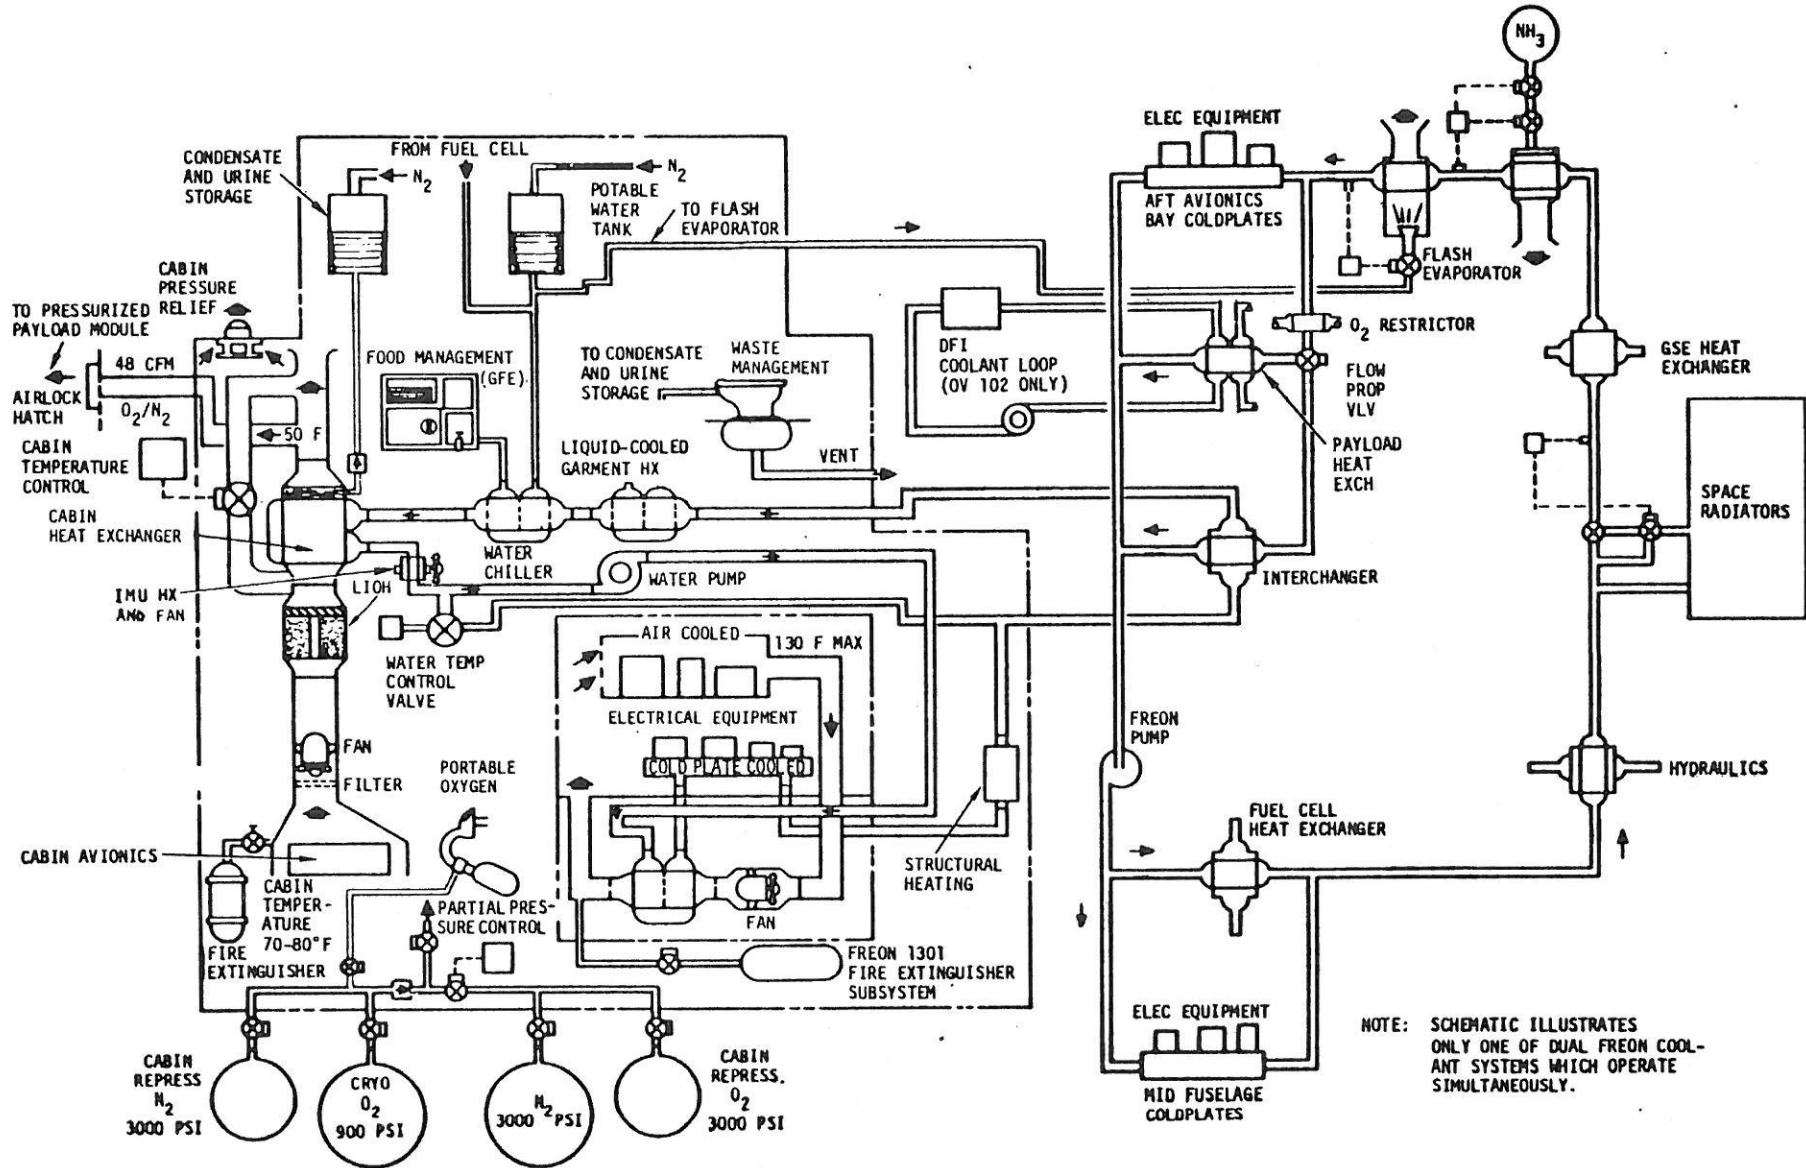 NH3
ELEC EQUIPMENT
AFT AVIONICS
BAY COLDPLATES
FLASH
EVAPORATOR
CONDENSATE
AND URINE
STORAGE
FROM FUEL CELL
N2
N2
POTABLE
WATER
TANK
TO FLASH
EVAPORATOR
CABIN
PRESSURE
RELIEF
TO PRESSURIZED
PAYLOAD MODULE
48 CFM
AIRLOCK
HATCH
O2/N2
50 F
CABIN
TEMPERATURE
CONTROL
CABIN
HEAT EXCHANGER
FOOD MANAGEMENT
(GFE)
TO CONDENSATE
AND URINE
STORAGE
WASTE
MANAGEMENT
VENT
LIQUID-COOLED
GARMENT HX
DFI
COOLANT LOOP
(OV 102 ONLY)
O2 RESTRICTOR
FLOW
PROP
VLV
PAYLOAD
HEAT
EXCH
GSE HEAT
EXCHANGER
SPACE
RADIATORS
IMU HX
AND FAN
LIOH
WATER
CHILLER
WATER PUMP
INTERCHANGER
WATER TEMP
CONTROL
VALVE
AIR COOLED
130 F MAX
ELECTRICAL EQUIPMENT
COLD PLATE COOLED
FAN
FILTER
PORTABLE
OXYGEN
FREON
PUMP
HYDRAULICS
FUEL CELL
HEAT EXCHANGER
STRUCTURAL
HEATING
CABIN AVIONICS
CABIN
TEMPER-
ATURE
70-80°F
FIRE
EXTINGUISHER
PARTIAL PRES-
SURE CONTROL
FAN
FREON 1301
FIRE EXTINGUISHER
SUBSYSTEM
CABIN
REPRESS
N2
3000 PSI
CRYO
O2
900 PSI
N2
3000 PSI
CABIN
REPRESS.
O2
3000 PSI
ELEC EQUIPMENT
MID FUSELAGE
COLDPLATES
NOTE: SCHEMATIC ILLUSTRATES
ONLY ONE OF DUAL FREON COOL-
ANT SYSTEMS WHICH OPERATE
SIMULTANEOUSLY.